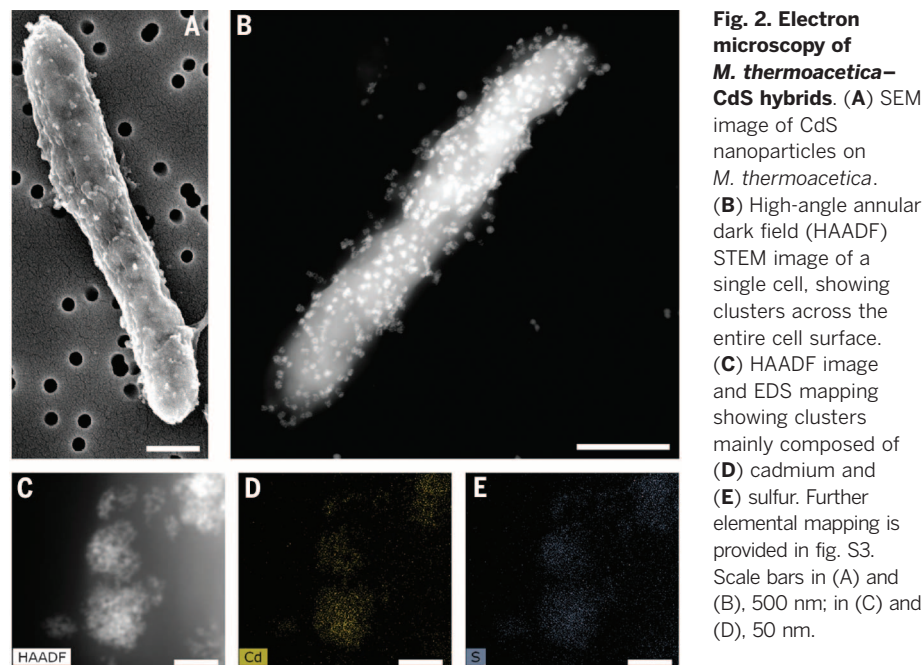 A
B
C
HAADF
D
Cd
E
S
Fig. 2. Electron
microscopy of
M. thermoacetica–
CdS hybrids. (A) SEM
image of CdS
nanoparticles on
M. thermoacetica.
(B) High-angle annular
dark field (HAADF)
STEM image of a
single cell, showing
clusters across the
entire cell surface.
(C) HAADF image
and EDS mapping
showing clusters
mainly composed of
(D) cadmium and
(E) sulfur. Further
elemental mapping is
provided in fig. S3.
Scale bars in (A) and
(B), 500 nm; in (C) and
(D), 50 nm.